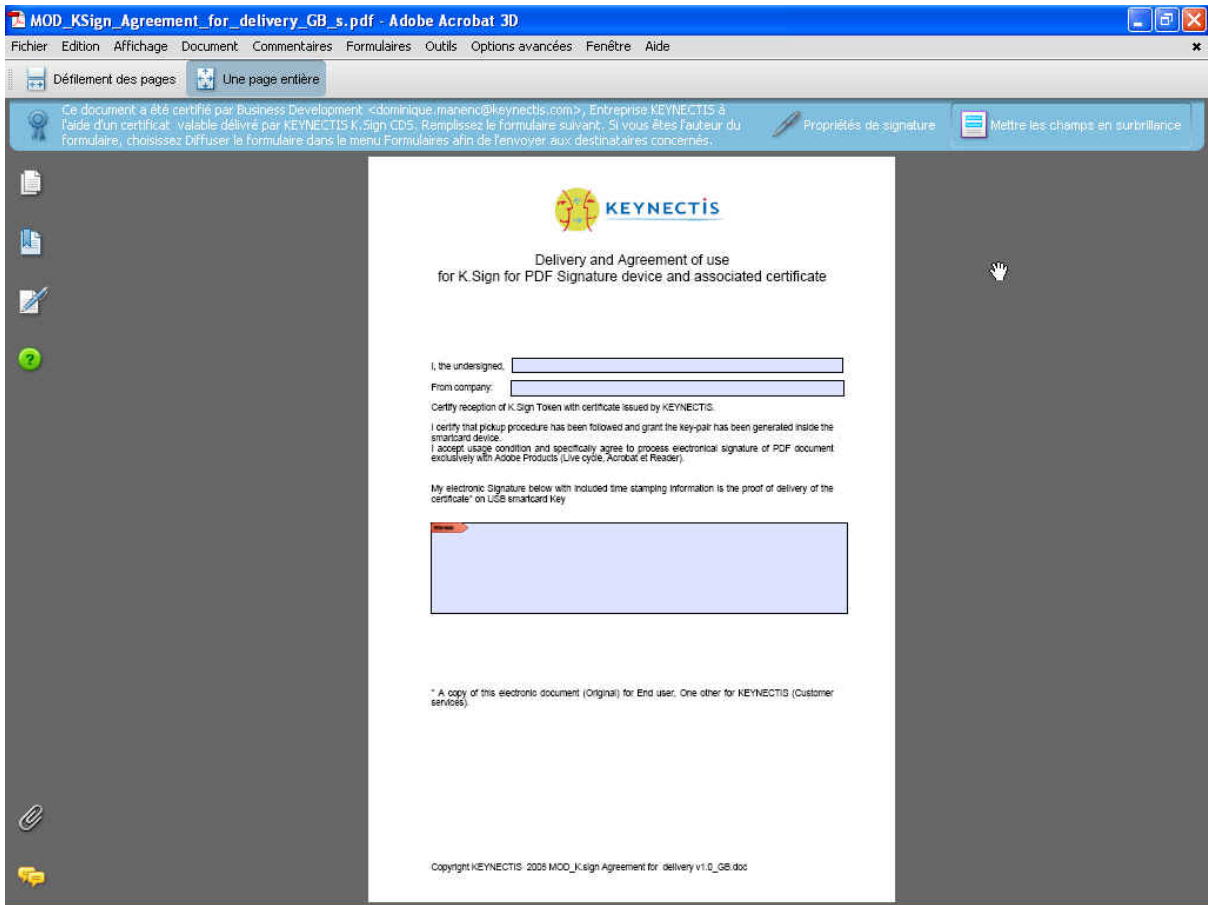 MOD_KSign_Agreement_for_delivery_GB_s.pdf - Adobe Acrobat 3D
Fichier Edition Affichage Document Commentaires Formulaires Outils Options avancées Fenêtre Aide
Défilement des pages Une page entière
Ce document a été certifié par Business Development <dominique.manenc@keynectis.com>, Entreprise KEYNECTIS à
l'aide d'un certificat valable délivré par KEYNECTIS K.Sign CDS. Remplissez le formulaire suivant. Si vous êtes l'auteur du
formulaire, choisissez Diffuser le formulaire dans le menu Formulaires afin de l'envoyer aux destinataires concernés.
Propriétés de signature
Mettre les champs en surbrillance
KEYNECTiS
Delivery and Agreement of use
for K.Sign for PDF Signature device and associated certificate
I, the undersigned,
From company:
Certify reception of K.Sign Token with certificate issued by KEYNECTIS.
I certify that pickup procedure has been followed and grant the key-pair has been generated inside the
smartcard device.
I accept usage condition and specifically agree to process electronical signature of PDF document
exclusively with Adobe Products (Live cycle, Acrobat et Reader).
My electronic Signature below with included time stamping information is the proof of delivery of the
certificate* on USB smartcard Key
* A copy of this electronic document (Original) for End user, One other for KEYNECTIS (Customer
services).
Copyright KEYNECTIS 2006 MOD_K.sign Agreement for delivery v1.0_GB.doc